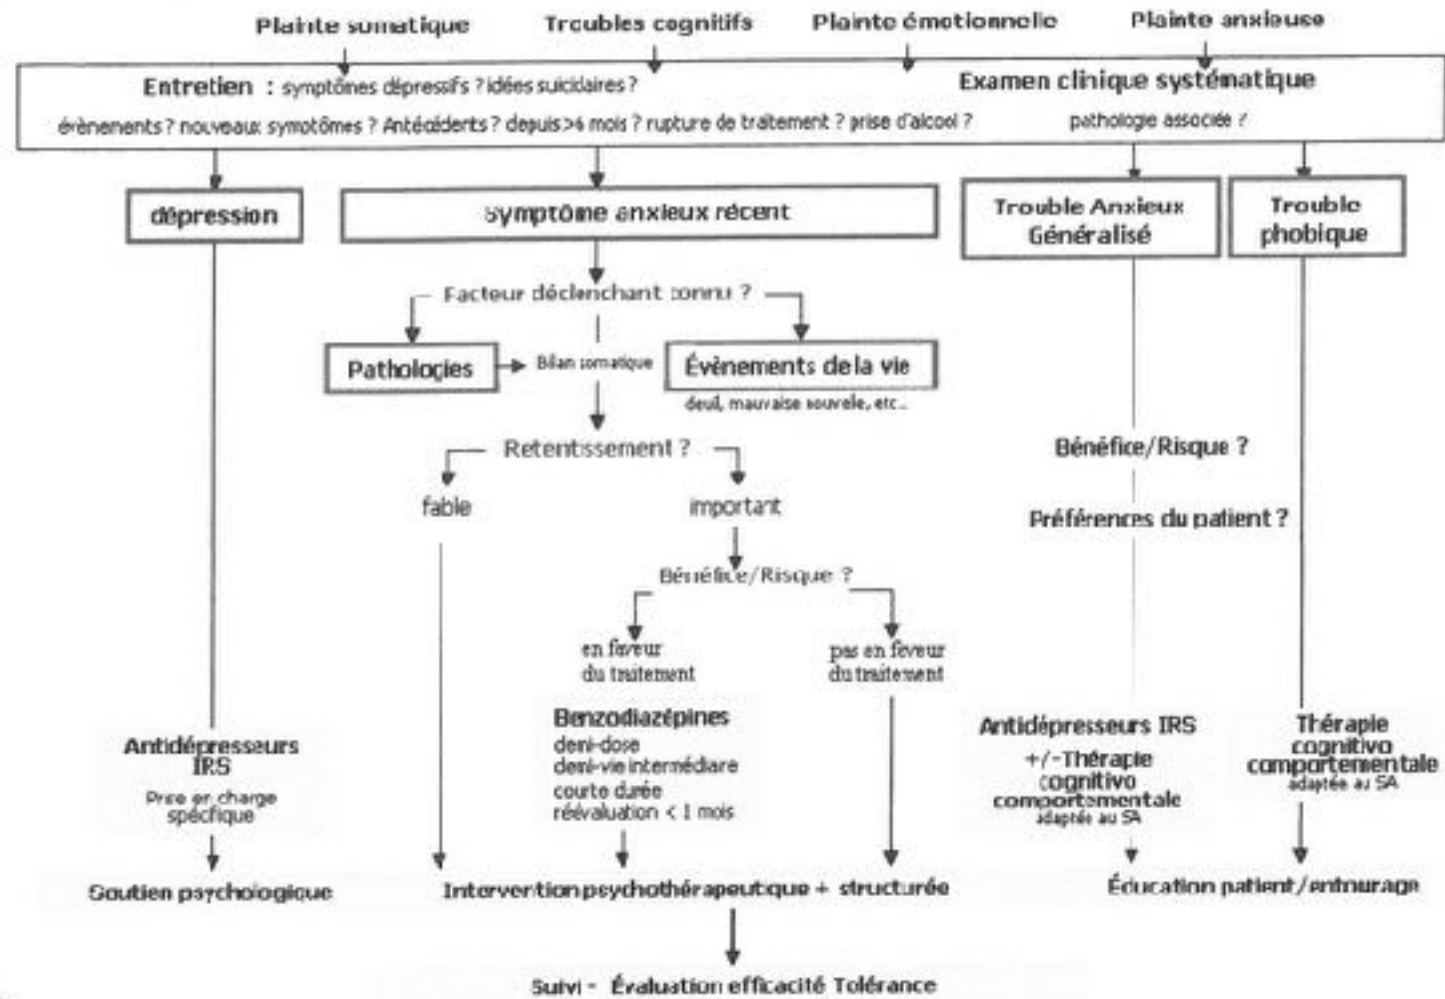 Plainte somatique Troubles cognitifs Plainte émotionnelle Plainte anxieuse
Entretien : symptômes dépressifs ? idées suicidaires ? Examen clinique systématique
évènements ? nouveaux symptômes ? Antécédents ? depuis >6 mois ? rupture de traitement ? prise d'alcool ? pathologie associée ?
dépression
Symptôme anxieux récent
Trouble Anxieux
Généralisé
Trouble
phobique
Facteur déclenchant connu ?
Pathologies
Bilan somatique
Évènements de la vie
deuil, mauvaise nouvelle, etc...
Retentissement ?
fable
important
Bénéfice/Risque ?
Préférences du patient ?
Bénéfice/Risque ?
en faveur
du traitement
pas en faveur
du traitement
Benzodiazépines
demi-dose
demi-vie intermédiare
courte durée
réévaluation < 1 mois
Antidépresseurs
IRS
Prise en charge
spécifique
Antidépresseurs IRS
+/-Thérapie
cognitivo
comportementale
adaptée au SA
Thérapie
cognitivo
comportementale
adaptée au SA
Soutien psychologique
Intervention psychothérapeutique + structurée
Éducation patient/entourage
Suivi - Évaluation efficacité Tolérance